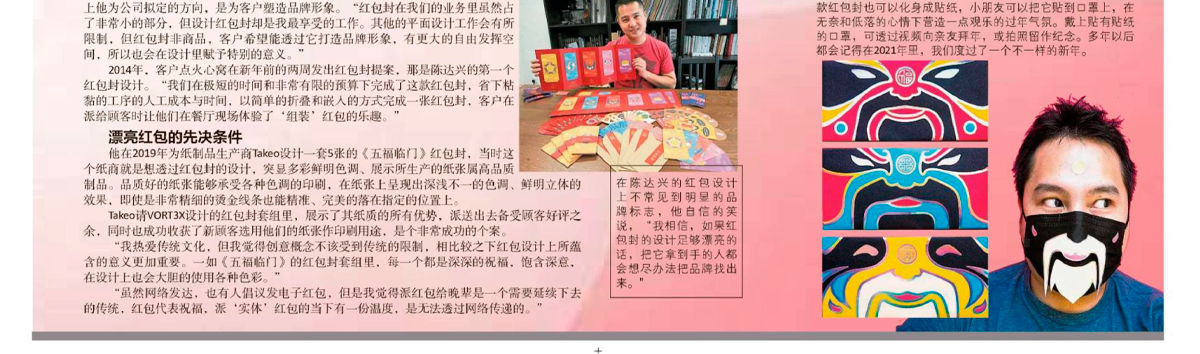 上他为公司拟定的方向，是为客户塑造品牌形象。“红包封在我们的业务里虽然占
了非常小的部分，但设计红包封却是我最享受的工作。其他的平面设计工作会有所
限制，但红包封非商品，客户希望能透过它打造品牌形象，有更大的自由发挥空
间，所以也会在设计里赋予特别的意义。”
2014年，客户点火心窝在新年前的两周发出红包封提案，那是陈达兴的第一个
红包封设计。“我们在极短的时间和非常有限的预算下完成了这款红包封，省下粘
黏的工序的人工成本与时间，以简单的折叠和嵌入的方式完成一张红包封，客户在
派给顾客时让他们在餐厅现场体验了‘组装’红包的乐趣。”
漂亮红包的先决条件
他在2019年为纸制品生产商Takeo设计一套5张的《五福临门》红包封，当时这
个纸商就是想透过红包封的设计，突显多彩鲜明色调、展示所生产的纸张属高品质
制品。品质好的纸张能够承受各种色调的印刷，在纸张上呈现出深浅不一的色调、鲜明立体的
效果，即使是非常精细的烫金线条也能精准、完美的落在指定的位置上。
Takeo请VORT3X设计的红包封套组里，展示了其纸质的所有优势，派送出去备受顾客好评之
余，同时也成功收获了新顾客选用他们的纸张作印刷用途，是个非常成功的个案。
“我热爱传统文化，但我觉得创意概念不该受到传统的限制，相比较之下红包设计上所蕴
含的意义更加重要。一如《五福临门》的红包封套组里，每一个都是深深的祝福，饱含深意，
在设计上也会大胆的使用各种色彩。”
“虽然网络发达，也有人倡议发电子红包，但是我觉得派红包给晚辈是一个需要延续下去
的传统，红包代表祝福，派‘实体’红包的当下有一份温度，是无法透过网络传递的。”
在陈达兴的红包设计
上不常见到明显的品
牌标志，他自信的笑
说，“我相信，如果红
包封的设计足够漂亮的
话，把它拿到手的人都
会想尽办法把品牌找出
来。”
款红包封也可以化身成贴纸，小朋友可以把它贴到口罩上，在
无奈和低落的心情下营造一点观乐的过年气氛。戴上贴有贴纸
的口罩，可透过视频向亲友拜年，或拍照留作纪念。多年以后
都会记得在2021年里，我们度过了一个不一样的新年。